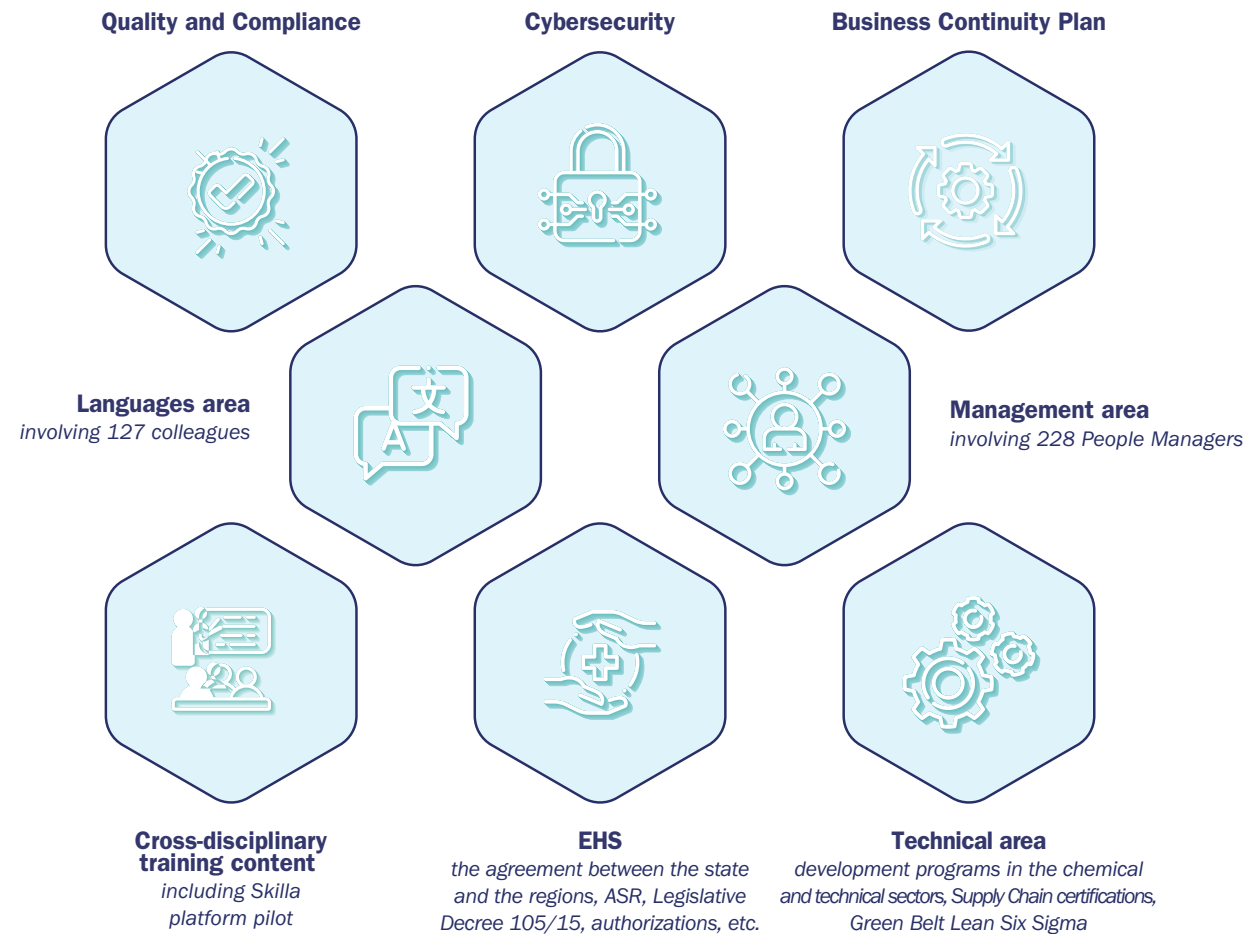 Quality and Compliance
Cybersecurity
Business Continuity Plan
Languages area
involving 127 colleagues
文
A
Management area
involving 228 People Managers
Cross-disciplinary
training content
including Skilla
platform pilot
EHS
the agreement between the state
and the regions, ASR, Legislative
Decree 105/15, authorizations, etc.
Technical area
development programs in the chemical
and technical sectors, Supply Chain certifications,
Green Belt Lean Six Sigma